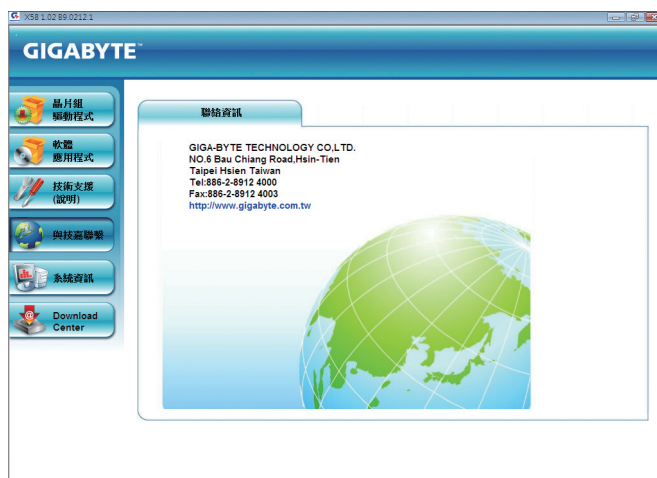 X58 1.02 B9.0212.1
GIGABYTE™
晶片組
驅動程式
軟體
應用程式
技術支援
(說明)
與技嘉聯繫
系統資訊
Download
Center
聯絡資訊
GIGA-BYTE TECHNOLOGY CO,LTD.
NO.6 Bau Chiang Road,Hsin-Tien
Taipei Hsien Taiwan
Tel:886-2-8912 4000
Fax:886-2-8912 4003
http://www.gigabyte.com.tw